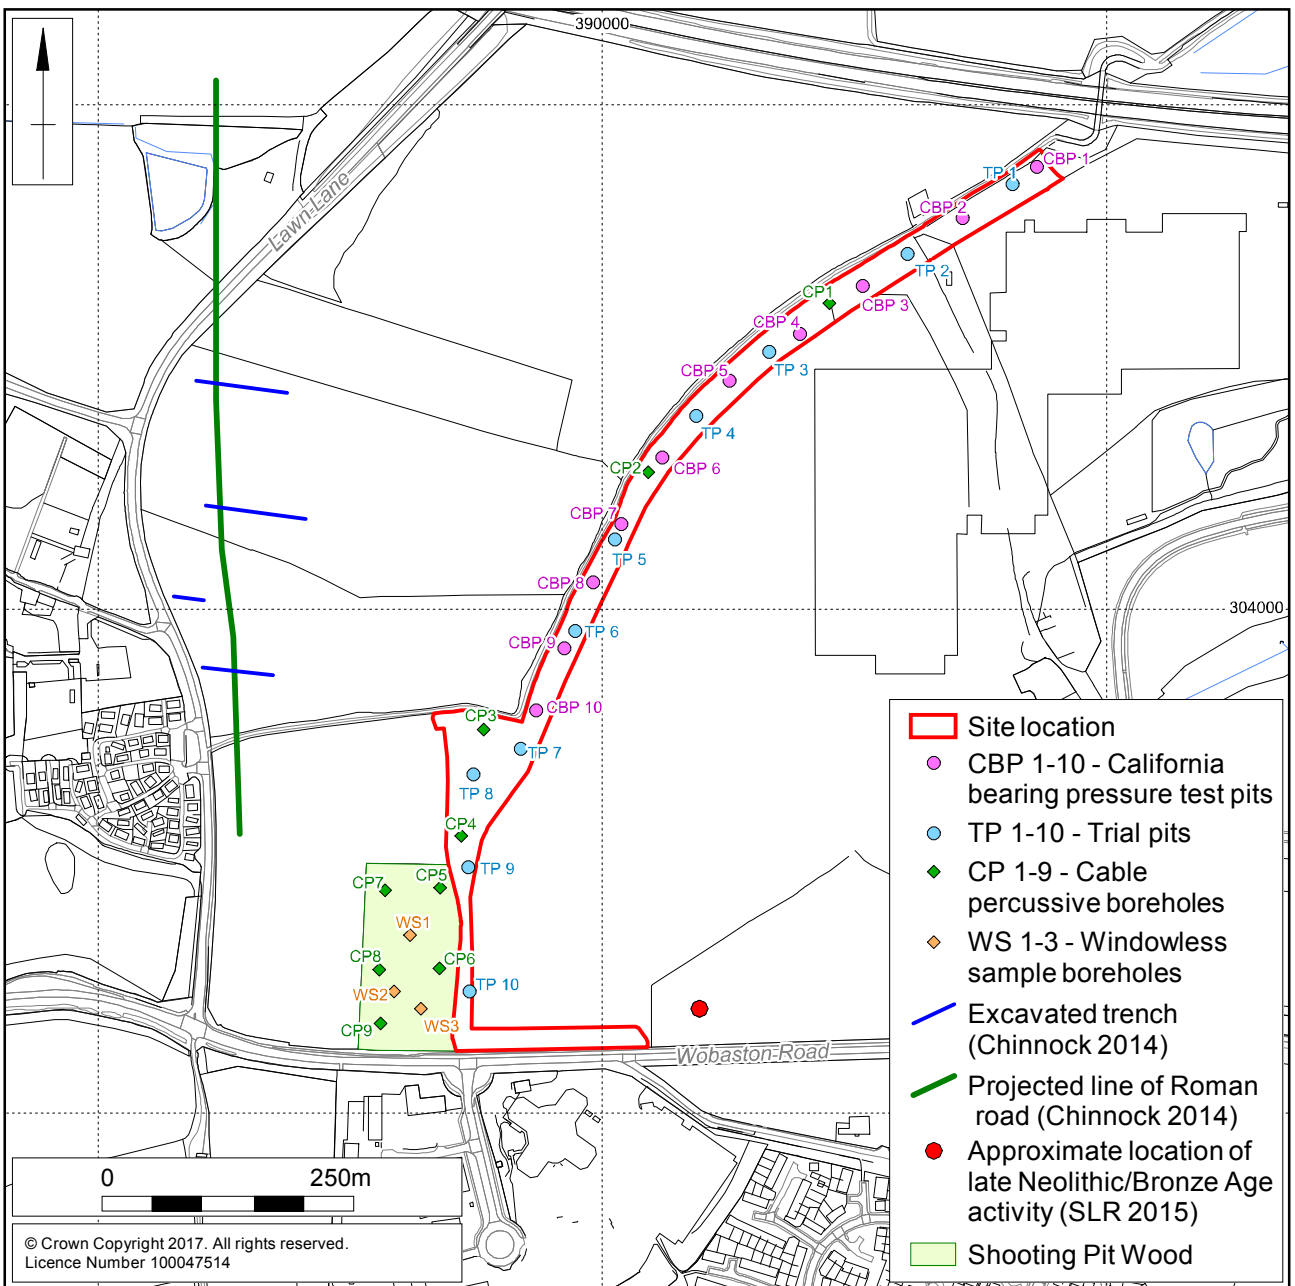 390000
Lawn Lane
CBP 1
TP 1
CBP 2
TP 2
CP1
CBP 3
CBP 4
TP 3
CBP 5
TP 4
CP2
CBP 6
CBP 7
TP 5
CBP 8
304000
TP 6
CBP 9
CBP 10
CP3
TP 7
TP 8
CP4
TP 9
CP7
CP5
WS1
CP8
CP6
WS2
TP 10
CP9
WS3
Wobaston Road
Site location
CBP 1-10 - California
bearing pressure test pits
TP 1-10 - Trial pits
CP 1-9 - Cable
percussive boreholes
WS 1-3 - Windowless
sample boreholes
Excavated trench
(Chinnock 2014)
Projected line of Roman
road (Chinnock 2014)
Approximate location of
late Neolithic/Bronze Age
activity (SLR 2015)
Shooting Pit Wood
0 250m
© Crown Copyright 2017. All rights reserved.
Licence Number 100047514